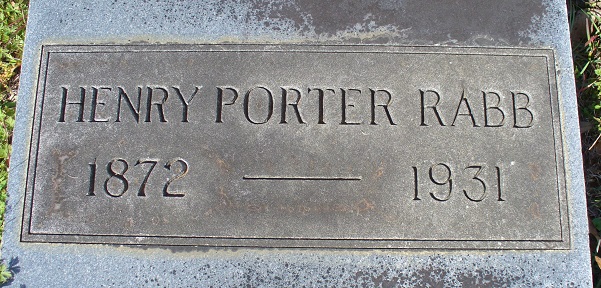 HENRY PORTER RABB
1872 — 1931